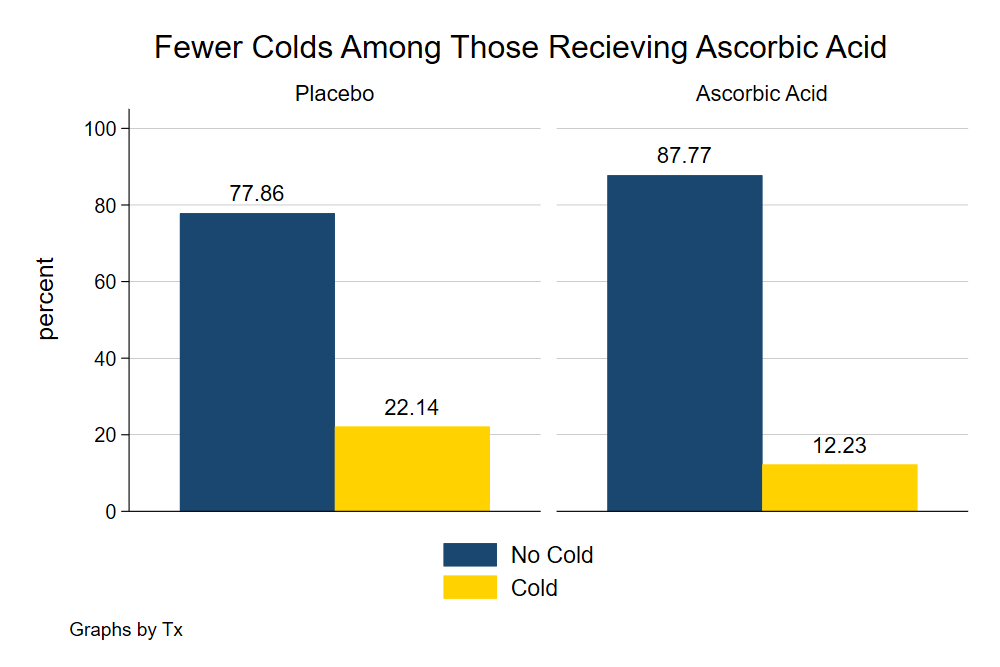 Fewer Colds Among Those Recieving Ascorbic Acid
Placebo
Ascorbic Acid
percent
100
80
60
40
20
0
77.86
22.14
87.77
12.23
No Cold
Cold
Graphs by Tx